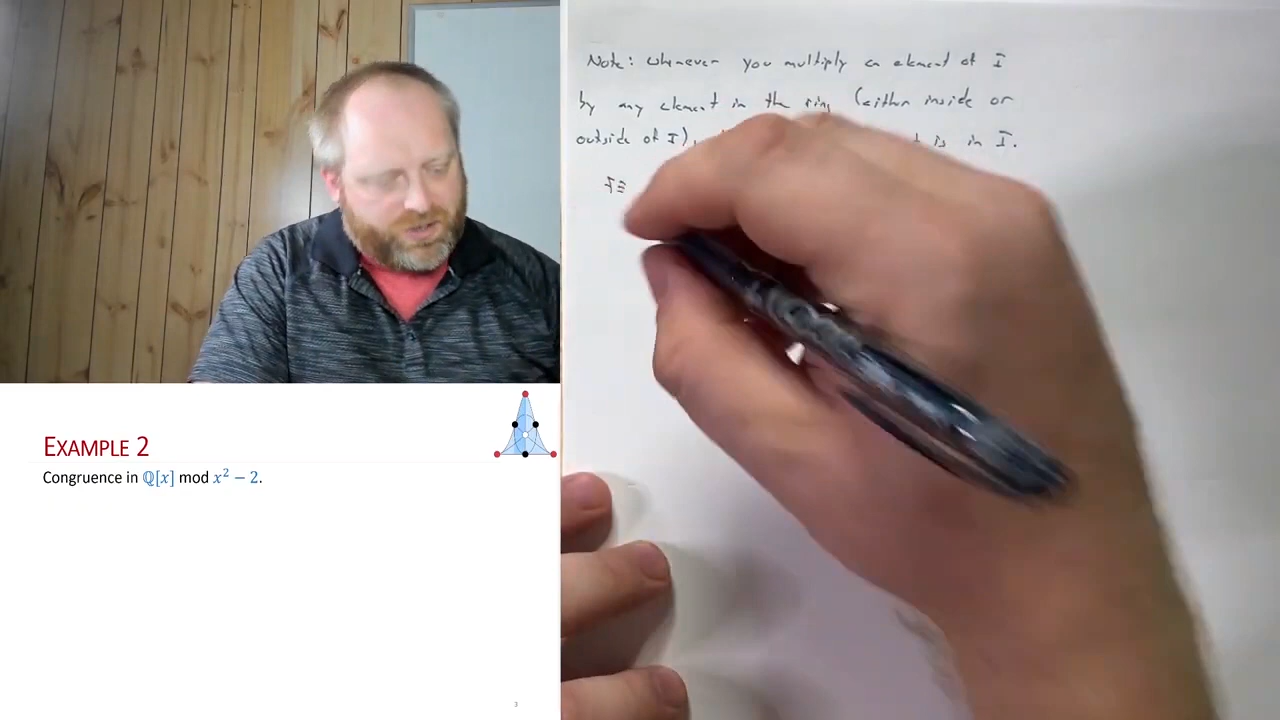 Note: Whenever you multiply an element of I
by any element in the ring (either inside or
outside of I), is in I.
f≡
EXAMPLE 2
Congruence in ℚ[x] mod x² − 2.
3